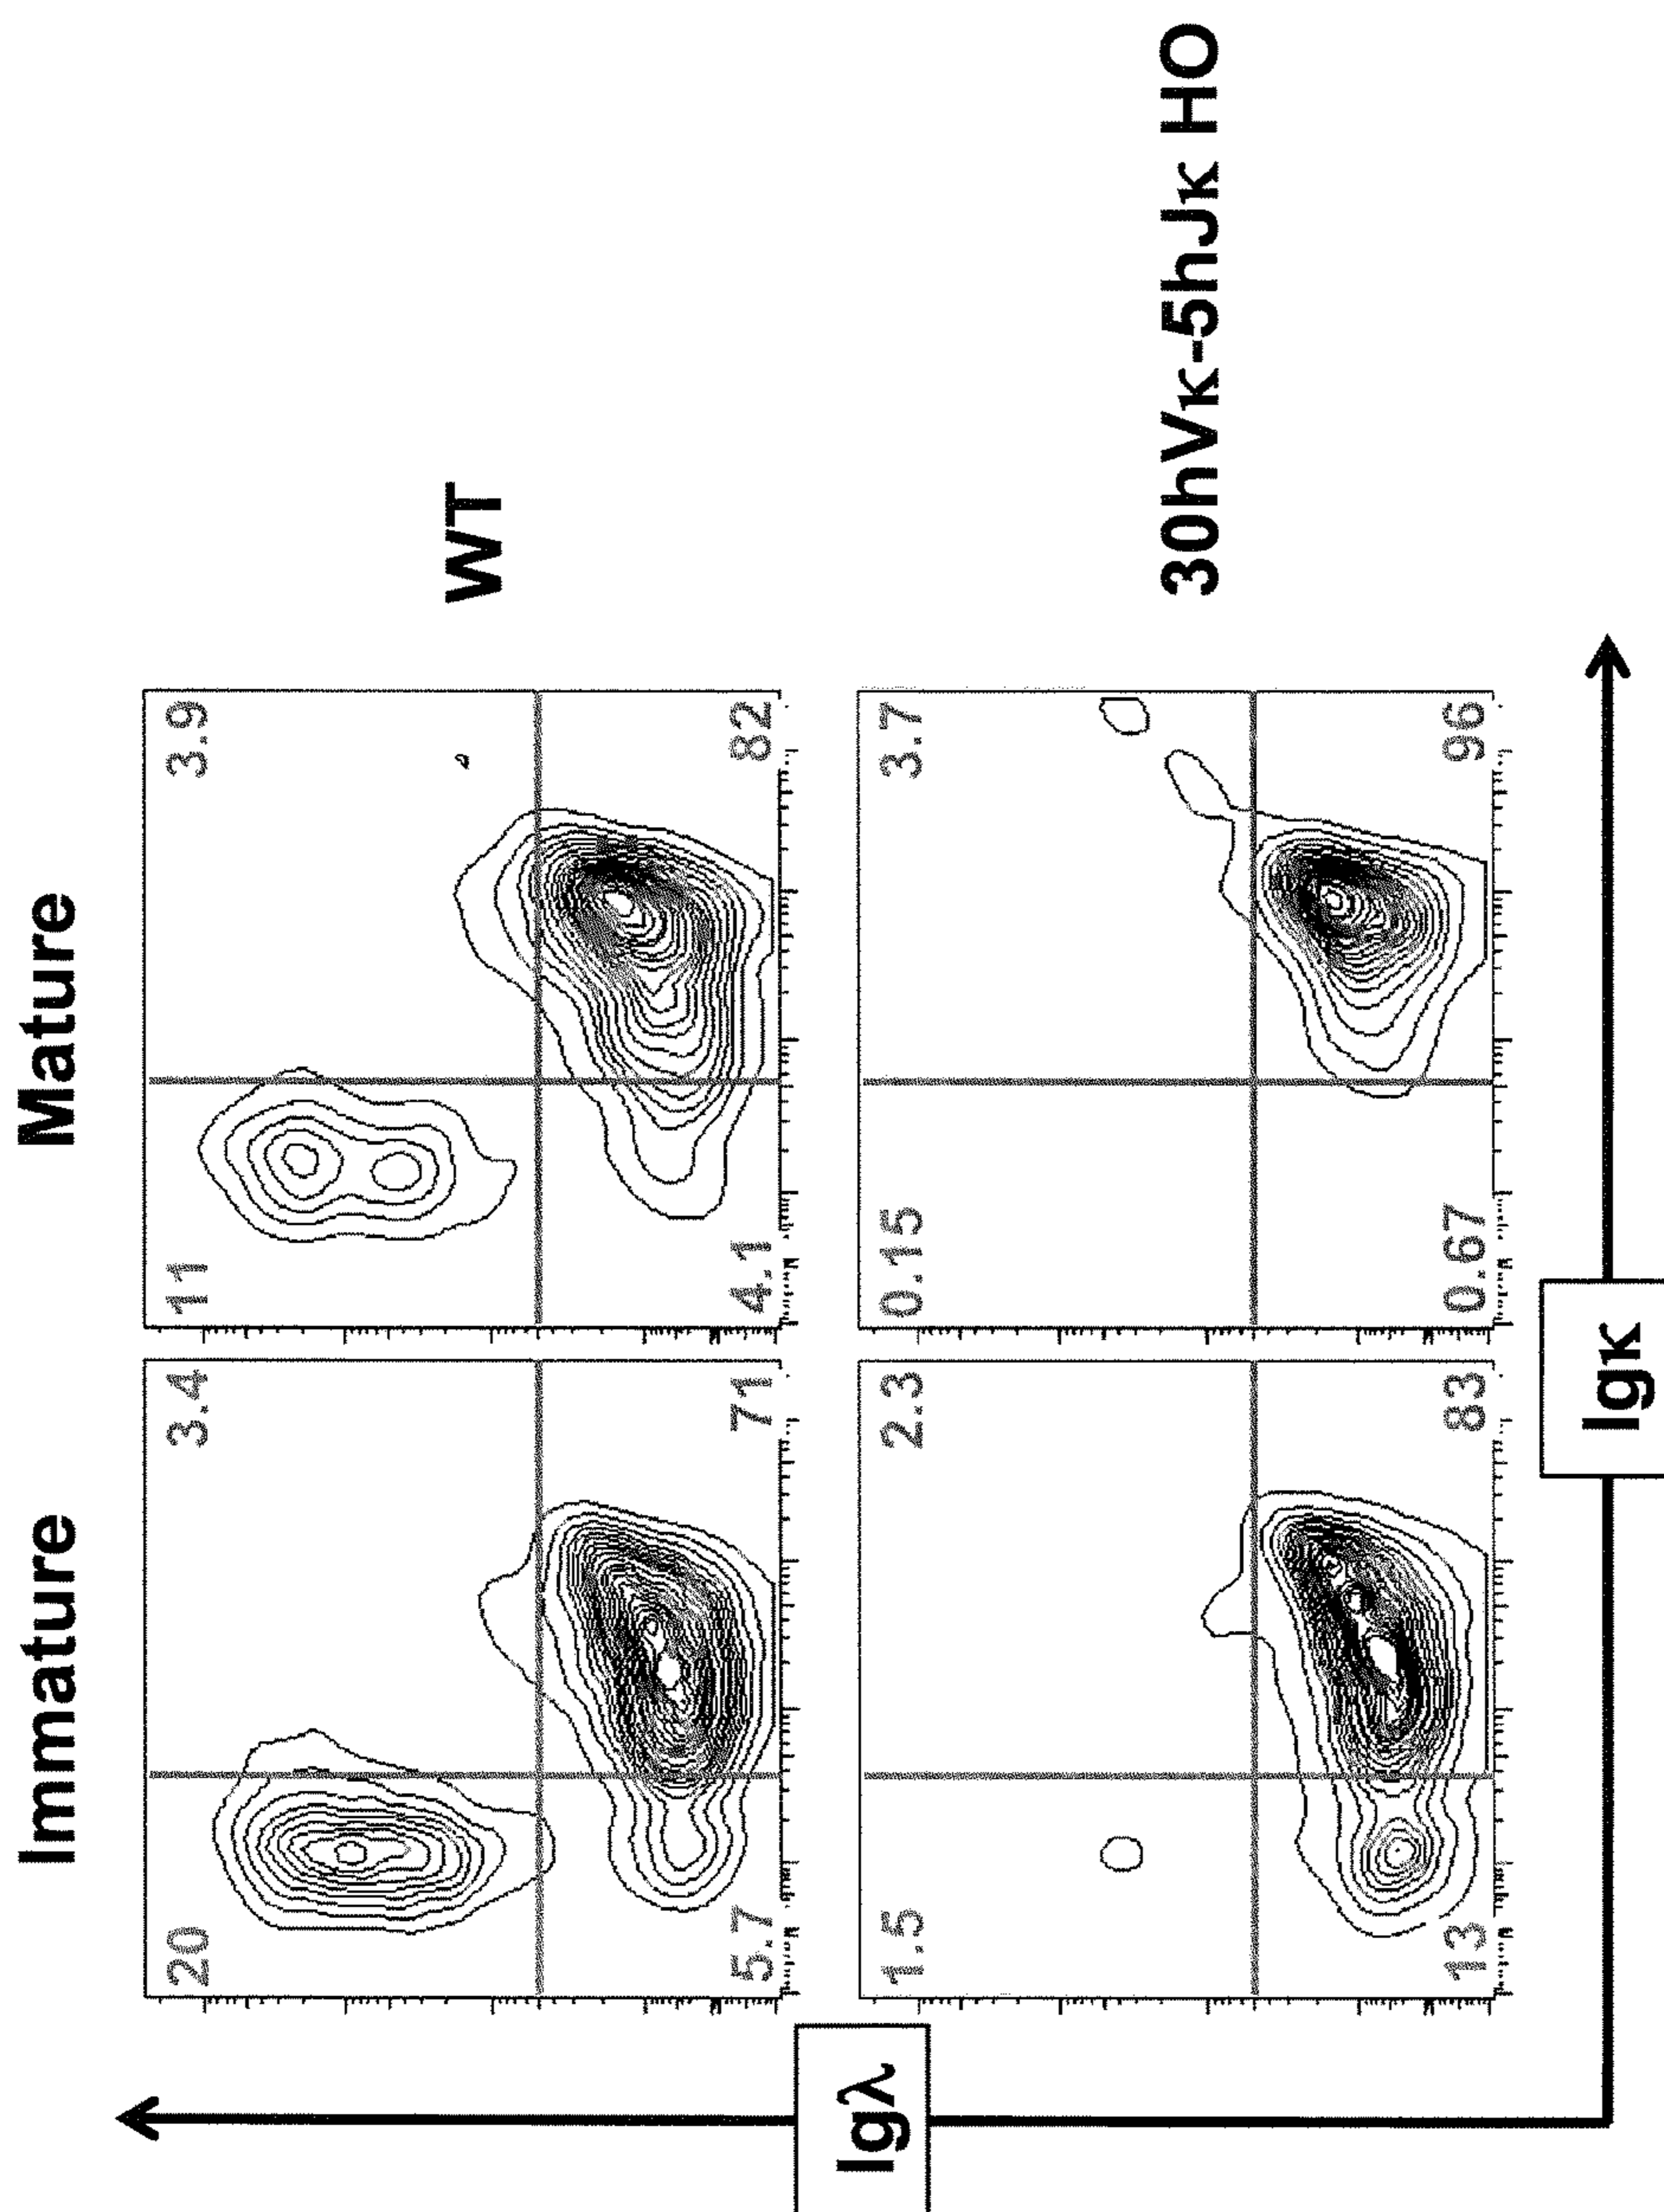 Immature
Mature
20
3.4
11
3.9
5.7
71
4.1
82
WT
1.5
2.3
0.15
3.7
13
83
0.67
96
30hVκ-5hJκ HO
Igλ
Igκ